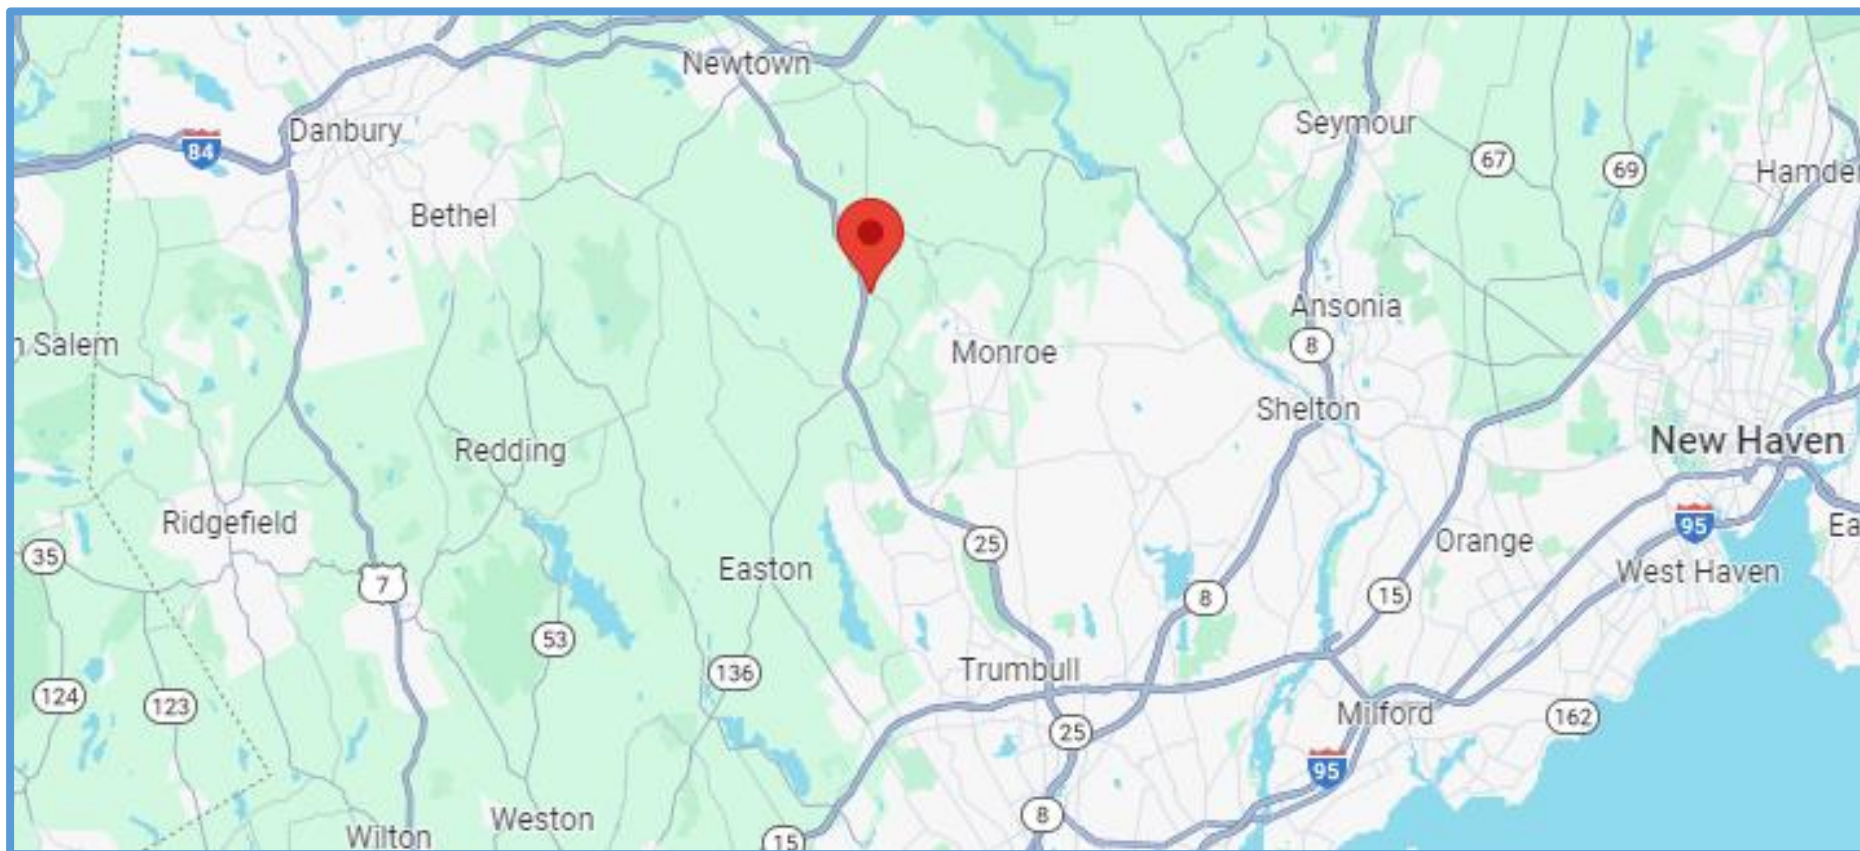 Newtown
Danbury
84
Seymour
67
69
Hamden
Bethel
Ansonia
8
n Salem
Monroe
Shelton
New Haven
Redding
Ridgefield
95
35
25
Orange
Easton
West Haven
Ea
7
8
15
53
136
Trumbull
124
123
Milford
162
25
95
8
Weston
Wilton
15